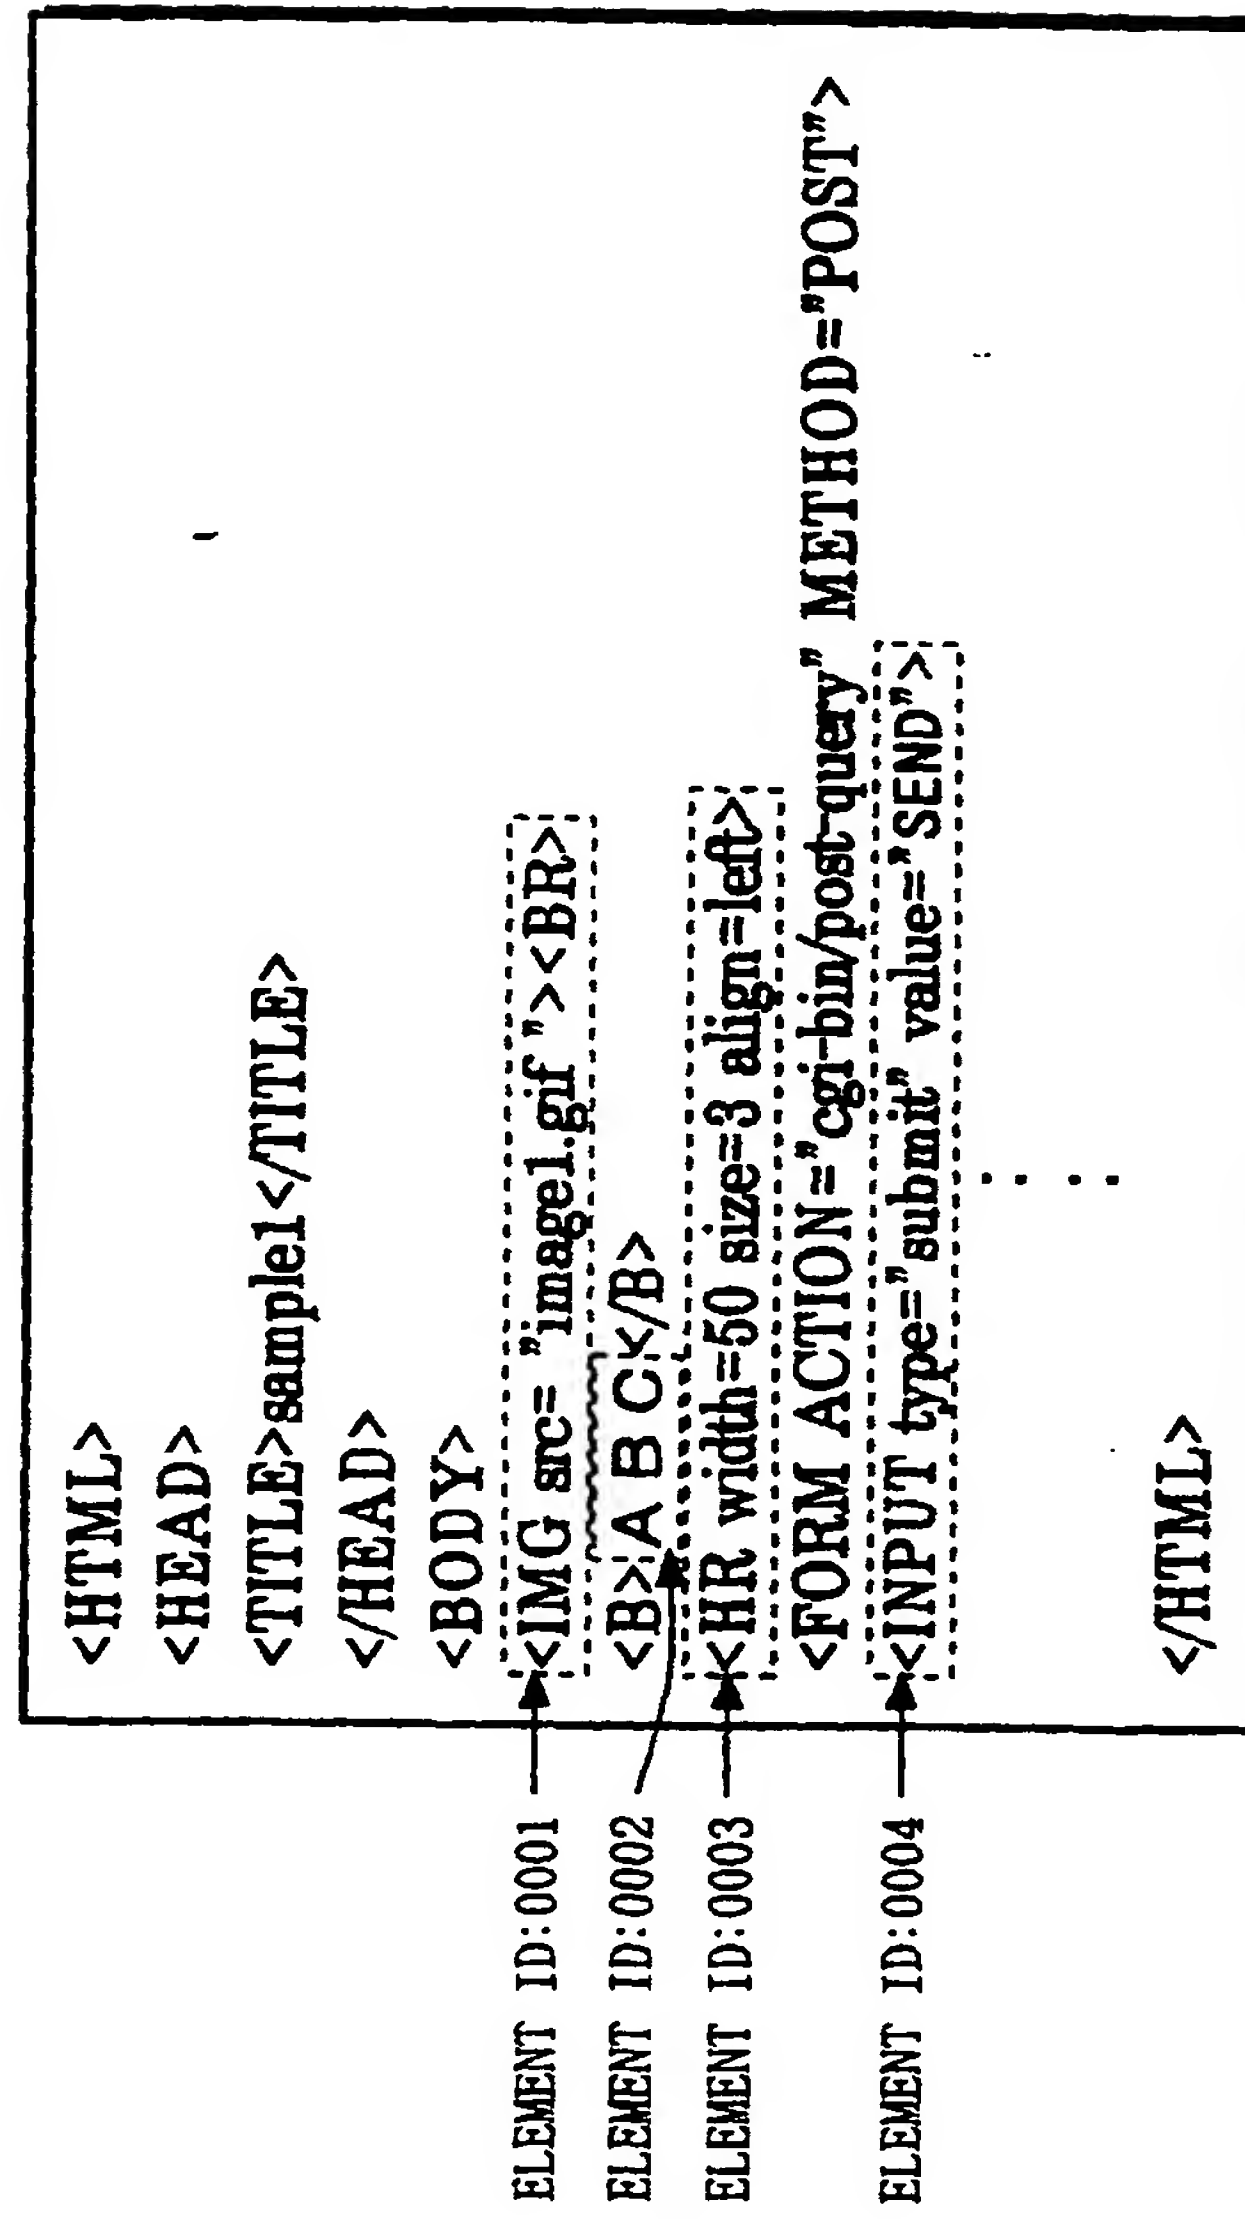 <HTML>
<HEAD>
<TITLE>sample1</TITLE>
</HEAD>
<BODY>
ELEMENT ID:0001 <IMG src="image1.gif "><BR>
ELEMENT ID:0002 <B>A B C</B>
ELEMENT ID:0003 <HR width=50 size=3 align=left>
<FORM ACTION="cgi-bin/post-query" METHOD="POST">
ELEMENT ID:0004 <INPUT type="submit" value="SEND">
. . . .
</HTML>